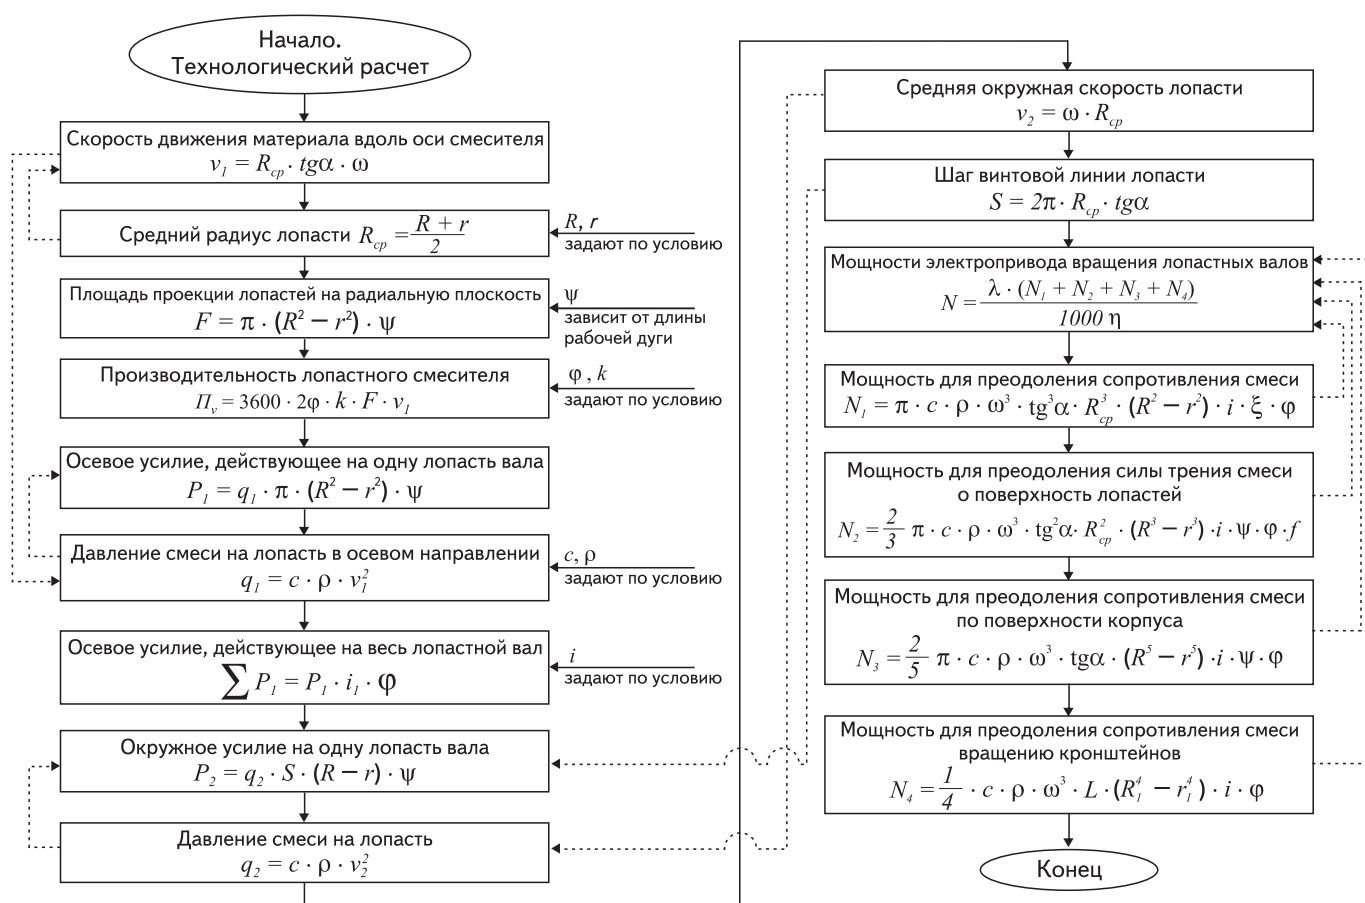 Начало.
Технологический расчет
Скорость движения материала вдоль оси смесителя
v₁ = R_ср · tgα · ω
Средний радиус лопасти R_ср = (R + r) / 2
R, r
задают по условию
Площадь проекции лопастей на радиальную плоскость
F = π · (R² − r²) · ψ
ψ
зависит от длины
рабочей дуги
Производительность лопастного смесителя
П_v = 3600 · 2φ · k · F · v₁
φ , k
задают по условию
Осевое усилие, действующее на одну лопасть вала
P₁ = q₁ · π · (R² − r²) · ψ
Давление смеси на лопасть в осевом направлении
q₁ = c · ρ · v₁²
c, ρ
задают по условию
Осевое усилие, действующее на весь лопастной вал
∑ P₁ = P₁ · i₁ · φ
i
задают по условию
Окружное усилие на одну лопасть вала
P₂ = q₂ · S · (R − r) · ψ
Давление смеси на лопасть
q₂ = c · ρ · v₂²
Средняя окружная скорость лопасти
v₂ = ω · R_ср
Шаг винтовой линии лопасти
S = 2π · R_ср · tgα
Мощности электропривода вращения лопастных валов
N = λ · (N₁ + N₂ + N₃ + N₄) / 1000 η
Мощность для преодоления сопротивления смеси
N₁ = π · c · ρ · ω³ · tg³α · R³_ср · (R² − r²) · i · ξ · φ
Мощность для преодоления силы трения смеси
о поверхность лопастей
N₂ = 2/3 π · c · ρ · ω³ · tg²α · R²_ср · (R³ − r³) · i · ψ · φ · f
Мощность для преодоления сопротивления смеси
по поверхности корпуса
N₃ = 2/5 π · c · ρ · ω³ · tgα · (R⁵ − r⁵) · i · ψ · φ
Мощность для преодоления сопротивления смеси
вращению кронштейнов
N₄ = 1/4 · c · ρ · ω³ · L · (R₁⁴ − r₁⁴) · i · φ
Конец